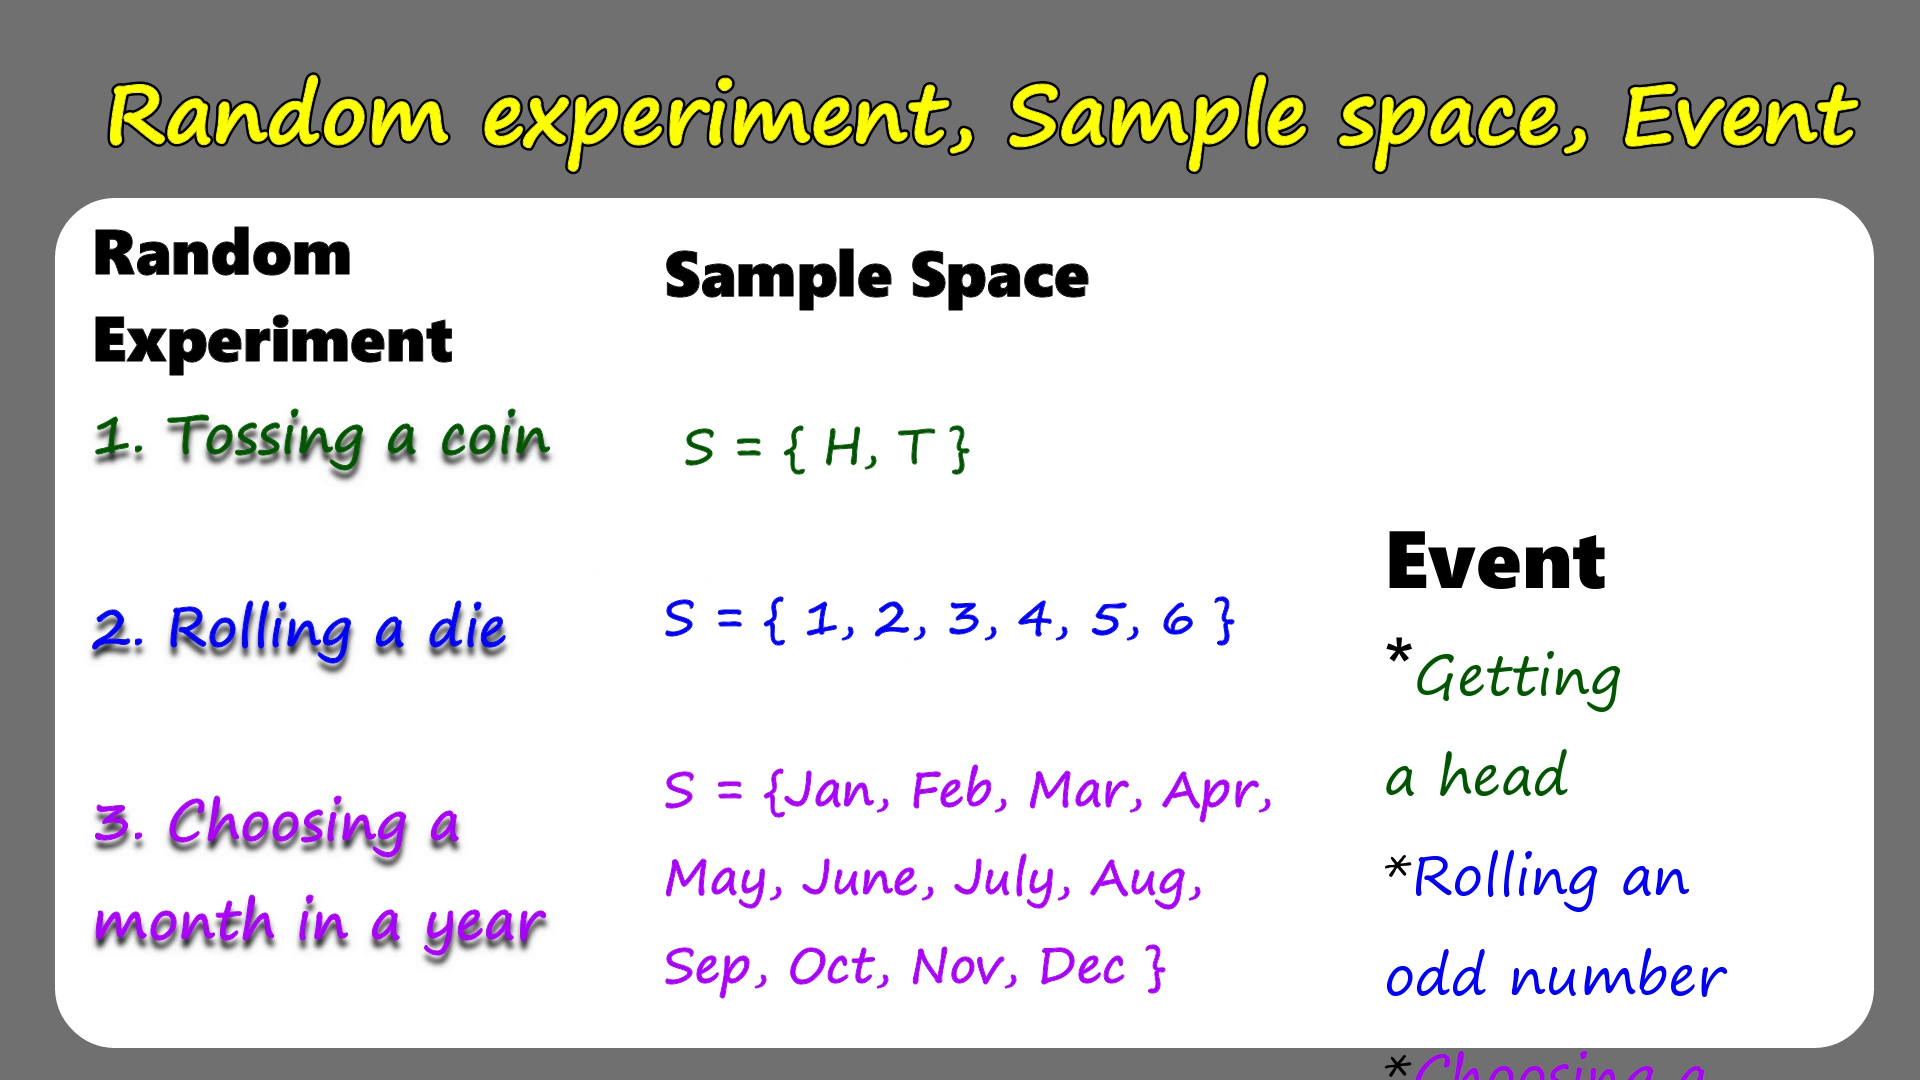 Random experiment, Sample space, Event
Random
Experiment
1. Tossing a coin
2. Rolling a die
3. Choosing a
month in a year
Sample Space
S = { H, T }
S = { 1, 2, 3, 4, 5, 6 }
S = {Jan, Feb, Mar, Apr,
May, June, July, Aug,
Sep, Oct, Nov, Dec }
Event
*Getting
a head
*Rolling an
odd number
*Choosing a